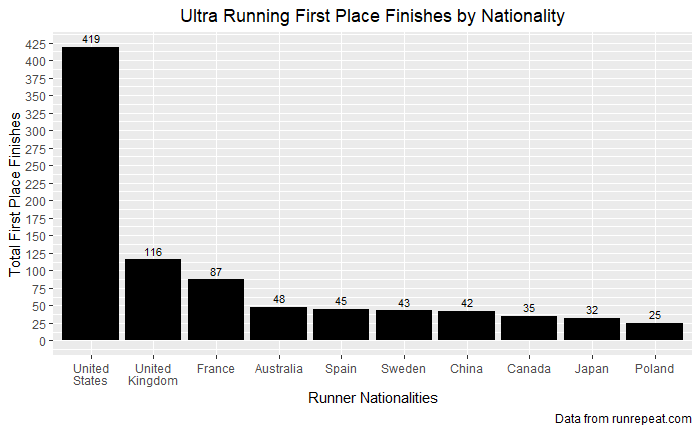 Ultra Running First Place Finishes by Nationality
Total First Place Finishes
425
400
375
350
325
300
275
250
225
200
175
150
125
100
75
50
25
0
419
116
87
48
45
43
42
35
32
25
United
States
United
Kingdom
France
Australia
Spain
Sweden
China
Canada
Japan
Poland
Runner Nationalities
Data from runrepeat.com